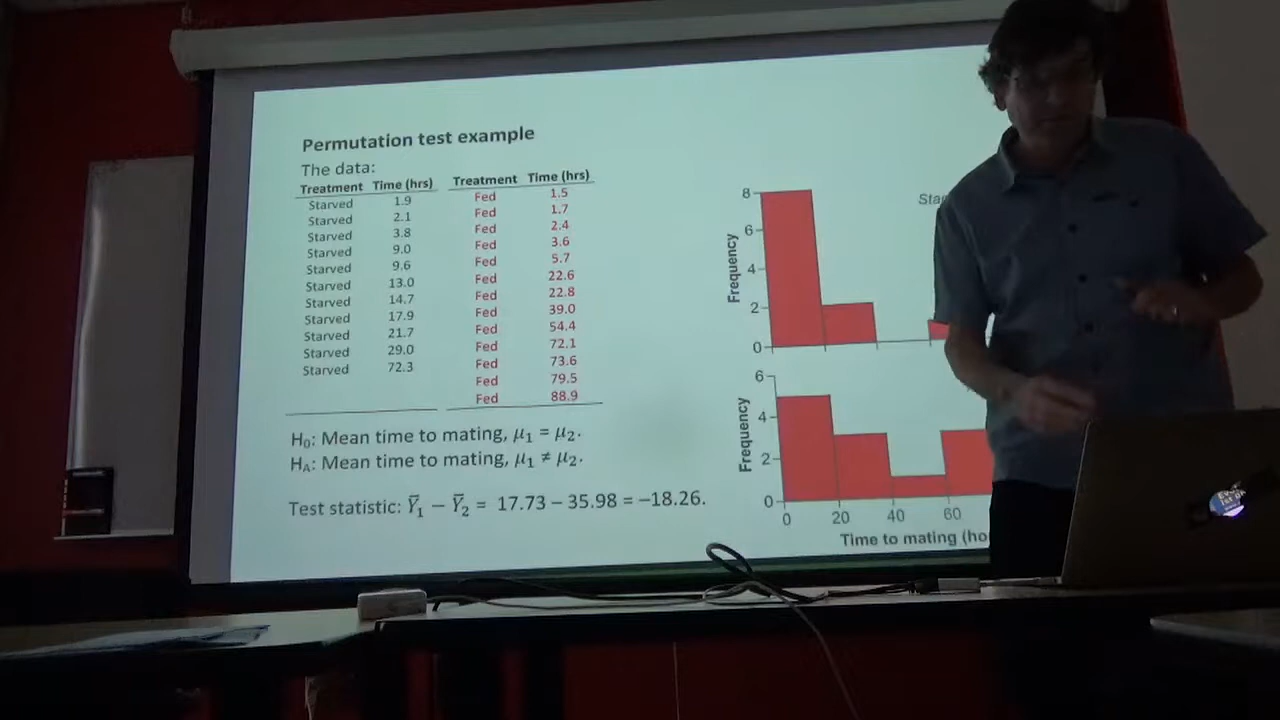 Permutation test example
The data:
Treatment Time (hrs)
Starved 1.9
Starved 2.1
Starved 3.8
Starved 9.0
Starved 9.6
Starved 13.0
Starved 14.7
Starved 17.9
Starved 21.7
Starved 29.0
Starved 72.3
Treatment Time (hrs)
Fed 1.5
Fed 1.7
Fed 2.4
Fed 3.6
Fed 5.7
Fed 22.6
Fed 22.8
Fed 39.0
Fed 54.4
Fed 72.1
Fed 73.6
Fed 79.5
Fed 88.9
H₀: Mean time to mating, μ₁ = μ₂.
Hₐ: Mean time to mating, μ₁ ≠ μ₂.
Test statistic: Ȳ₁ − Ȳ₂ = 17.73 − 35.98 = −18.26.
8
6
4
2
0
Frequency
6
4
2
0
Frequency
0 20 40 60
Time to mating (ho